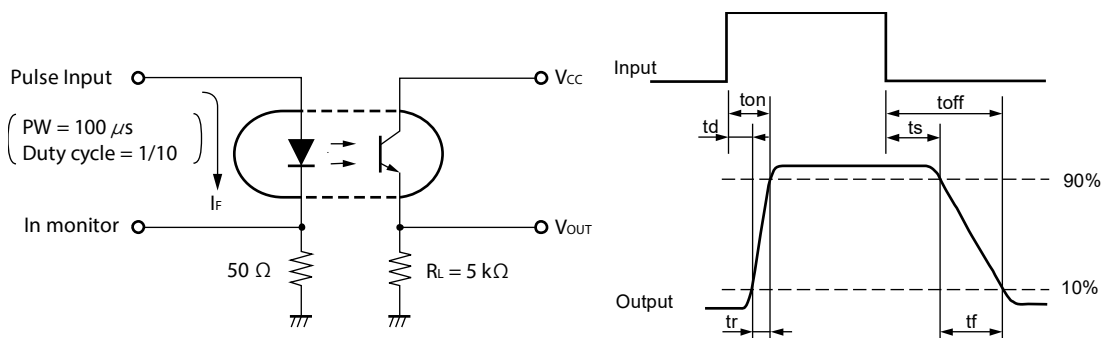 Pulse Input
VCC
( PW = 100 μs
Duty cycle = 1/10 )
IF
In monitor
VOUT
50 Ω
RL = 5 kΩ
Input
ton
toff
td
ts
90%
10%
Output
tr
tf